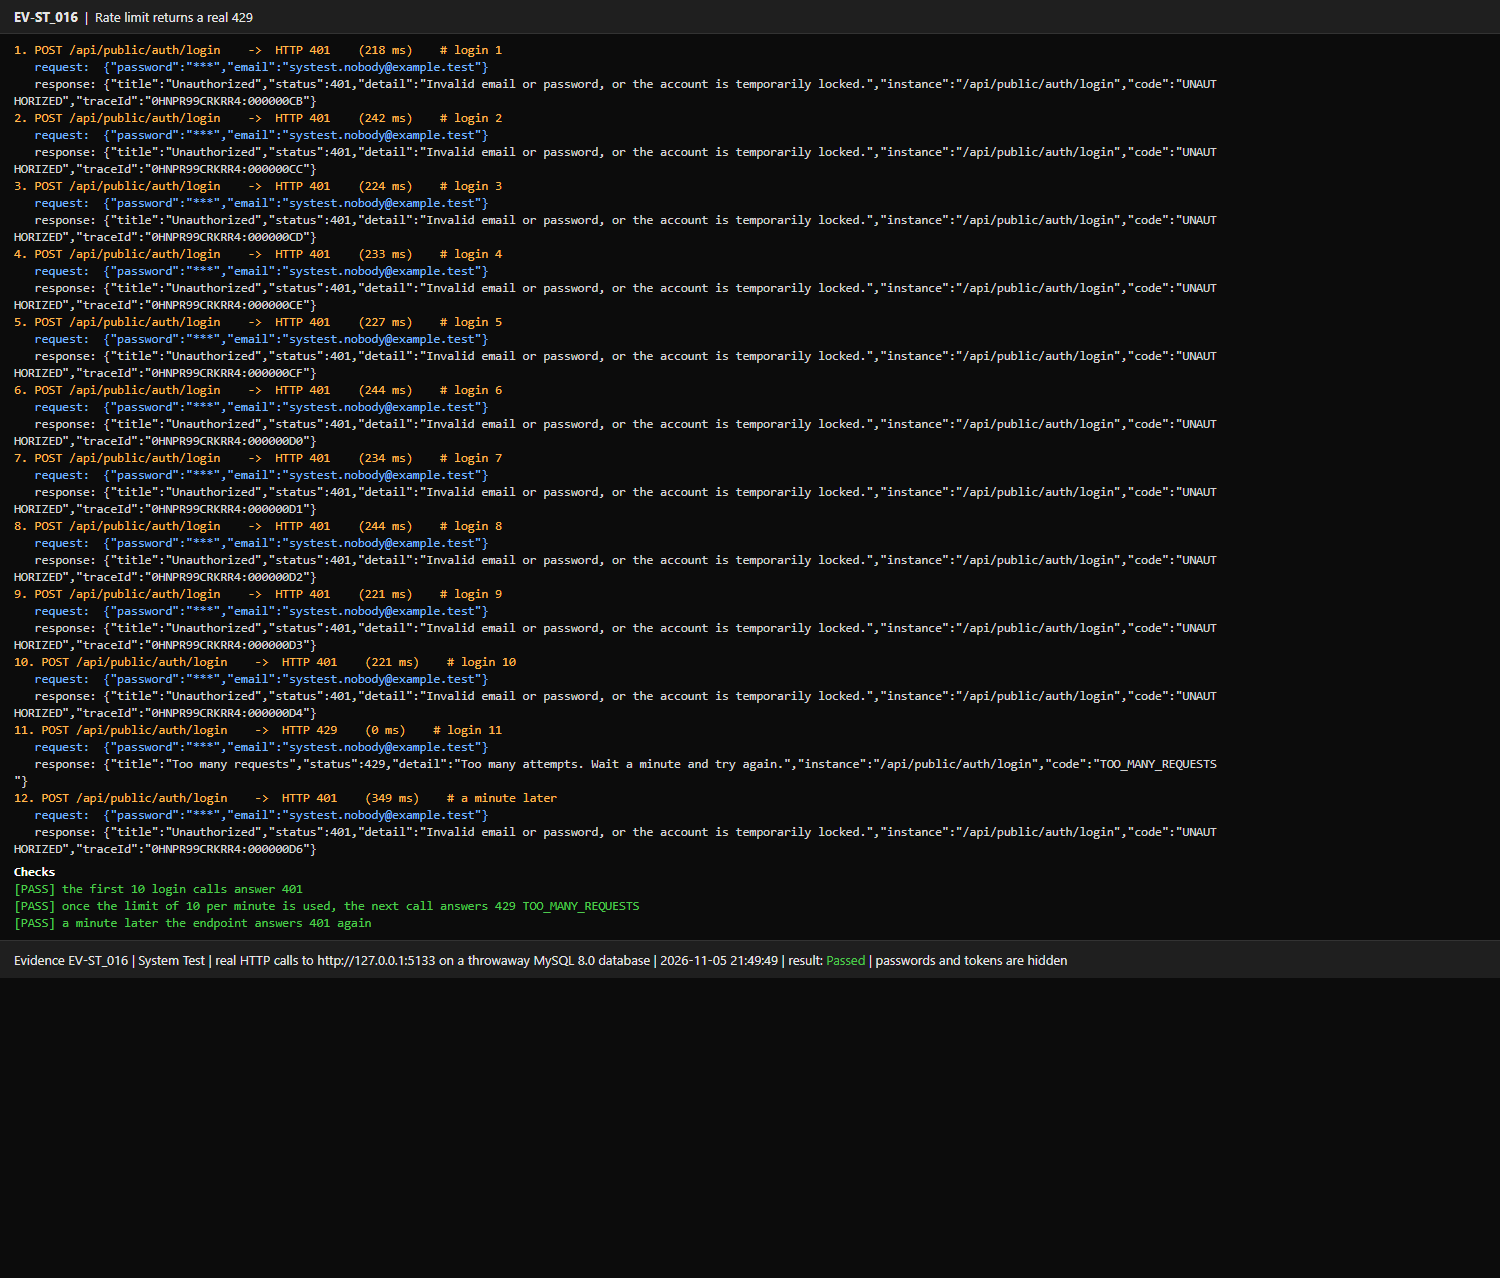 EV-ST_016 | Rate limit returns a real 429
1. POST /api/public/auth/login -> HTTP 401 (218 ms) # login 1
request: {"password":"***","email":"systest.nobody@example.test"}
response: {"title":"Unauthorized","status":401,"detail":"Invalid email or password, or the account is temporarily locked.","instance":"/api/public/auth/login","code":"UNAUT
HORIZED","traceId":"0HNPR99CRKRR4:000000CB"}
2. POST /api/public/auth/login -> HTTP 401 (242 ms) # login 2
request: {"password":"***","email":"systest.nobody@example.test"}
response: {"title":"Unauthorized","status":401,"detail":"Invalid email or password, or the account is temporarily locked.","instance":"/api/public/auth/login","code":"UNAUT
HORIZED","traceId":"0HNPR99CRKRR4:000000CC"}
3. POST /api/public/auth/login -> HTTP 401 (224 ms) # login 3
request: {"password":"***","email":"systest.nobody@example.test"}
response: {"title":"Unauthorized","status":401,"detail":"Invalid email or password, or the account is temporarily locked.","instance":"/api/public/auth/login","code":"UNAUT
HORIZED","traceId":"0HNPR99CRKRR4:000000CD"}
4. POST /api/public/auth/login -> HTTP 401 (233 ms) # login 4
request: {"password":"***","email":"systest.nobody@example.test"}
response: {"title":"Unauthorized","status":401,"detail":"Invalid email or password, or the account is temporarily locked.","instance":"/api/public/auth/login","code":"UNAUT
HORIZED","traceId":"0HNPR99CRKRR4:000000CE"}
5. POST /api/public/auth/login -> HTTP 401 (227 ms) # login 5
request: {"password":"***","email":"systest.nobody@example.test"}
response: {"title":"Unauthorized","status":401,"detail":"Invalid email or password, or the account is temporarily locked.","instance":"/api/public/auth/login","code":"UNAUT
HORIZED","traceId":"0HNPR99CRKRR4:000000CF"}
6. POST /api/public/auth/login -> HTTP 401 (244 ms) # login 6
request: {"password":"***","email":"systest.nobody@example.test"}
response: {"title":"Unauthorized","status":401,"detail":"Invalid email or password, or the account is temporarily locked.","instance":"/api/public/auth/login","code":"UNAUT
HORIZED","traceId":"0HNPR99CRKRR4:000000D0"}
7. POST /api/public/auth/login -> HTTP 401 (234 ms) # login 7
request: {"password":"***","email":"systest.nobody@example.test"}
response: {"title":"Unauthorized","status":401,"detail":"Invalid email or password, or the account is temporarily locked.","instance":"/api/public/auth/login","code":"UNAUT
HORIZED","traceId":"0HNPR99CRKRR4:000000D1"}
8. POST /api/public/auth/login -> HTTP 401 (244 ms) # login 8
request: {"password":"***","email":"systest.nobody@example.test"}
response: {"title":"Unauthorized","status":401,"detail":"Invalid email or password, or the account is temporarily locked.","instance":"/api/public/auth/login","code":"UNAUT
HORIZED","traceId":"0HNPR99CRKRR4:000000D2"}
9. POST /api/public/auth/login -> HTTP 401 (221 ms) # login 9
request: {"password":"***","email":"systest.nobody@example.test"}
response: {"title":"Unauthorized","status":401,"detail":"Invalid email or password, or the account is temporarily locked.","instance":"/api/public/auth/login","code":"UNAUT
HORIZED","traceId":"0HNPR99CRKRR4:000000D3"}
10. POST /api/public/auth/login -> HTTP 401 (221 ms) # login 10
request: {"password":"***","email":"systest.nobody@example.test"}
response: {"title":"Unauthorized","status":401,"detail":"Invalid email or password, or the account is temporarily locked.","instance":"/api/public/auth/login","code":"UNAUT
HORIZED","traceId":"0HNPR99CRKRR4:000000D4"}
11. POST /api/public/auth/login -> HTTP 429 (0 ms) # login 11
request: {"password":"***","email":"systest.nobody@example.test"}
response: {"title":"Too many requests","status":429,"detail":"Too many attempts. Wait a minute and try again.","instance":"/api/public/auth/login","code":"TOO_MANY_REQUESTS
"}
12. POST /api/public/auth/login -> HTTP 401 (349 ms) # a minute later
request: {"password":"***","email":"systest.nobody@example.test"}
response: {"title":"Unauthorized","status":401,"detail":"Invalid email or password, or the account is temporarily locked.","instance":"/api/public/auth/login","code":"UNAUT
HORIZED","traceId":"0HNPR99CRKRR4:000000D6"}
Checks
[PASS] the first 10 login calls answer 401
[PASS] once the limit of 10 per minute is used, the next call answers 429 TOO_MANY_REQUESTS
[PASS] a minute later the endpoint answers 401 again
Evidence EV-ST_016 | System Test | real HTTP calls to http://127.0.0.1:5133 on a throwaway MySQL 8.0 database | 2026-11-05 21:49:49 | result: Passed | passwords and tokens are hidden